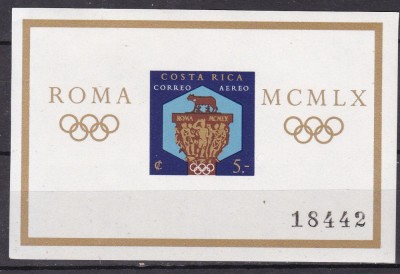 COSTA RICA
CORREO AEREO
ROMA MCMLX
ROMA MCMLX
₡ 5.-
18442